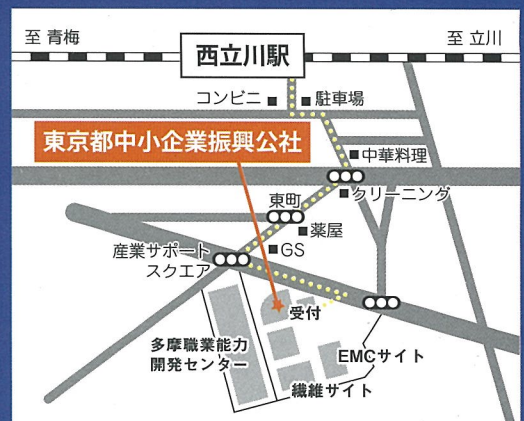 至 青梅
至 立川
西立川駅
コンビニ
駐車場
東京都中小企業振興公社
中華料理
クリーニング
東町
薬屋
GS
産業サポート
スクエア
受付
多摩職業能力
開発センター
EMCサイト
繊維サイト